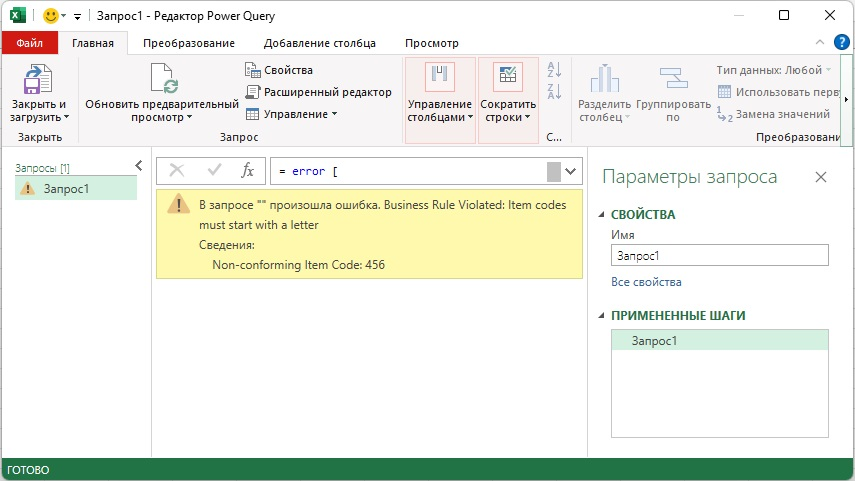 Запрос1 - Редактор Power Query
Файл
Главная
Преобразование
Добавление столбца
Просмотр
Закрыть и
загрузить
Закрыть
Обновить предварительный
просмотр
Свойства
Расширенный редактор
Управление
Запрос
Управление
столбцами
Сократить
строки
С...
Разделить
столбец
Группировать
по
Тип данных: Любой
Использовать перву
Замена значений
Преобразовани
Запросы [1]
Запрос1
fx
= error [
В запросе "" произошла ошибка. Business Rule Violated: Item codes
must start with a letter
Сведения:
Non-conforming Item Code: 456
Параметры запроса
СВОЙСТВА
Имя
Запрос1
Все свойства
ПРИМЕНЕННЫЕ ШАГИ
Запрос1
ГОТОВО